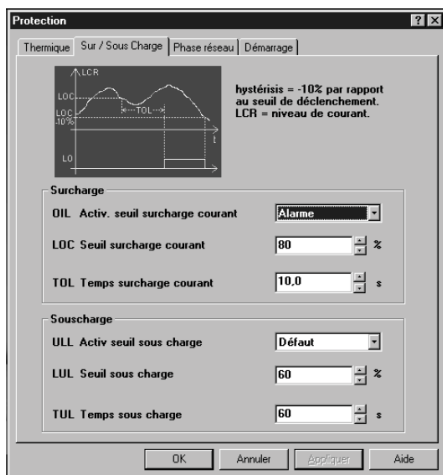 Protection
Thermique Sur / Sous Charge Phase réseau Démarrage
LCR
LOC
LOC
-10%
TOL
t
LO
hystérisis = -10% par rapport
au seuil de déclenchement.
LCR = niveau de courant.
Surcharge
OIL Activ. seuil surcharge courant Alarme
LOC Seuil surcharge courant 80 %
TOL Temps surcharge courant 10,0 s
Souscharge
ULL Activ seuil sous charge Défaut
LUL Seuil sous charge 60 %
TUL Temps sous charge 60 s
OK Annuler Appliquer Aide